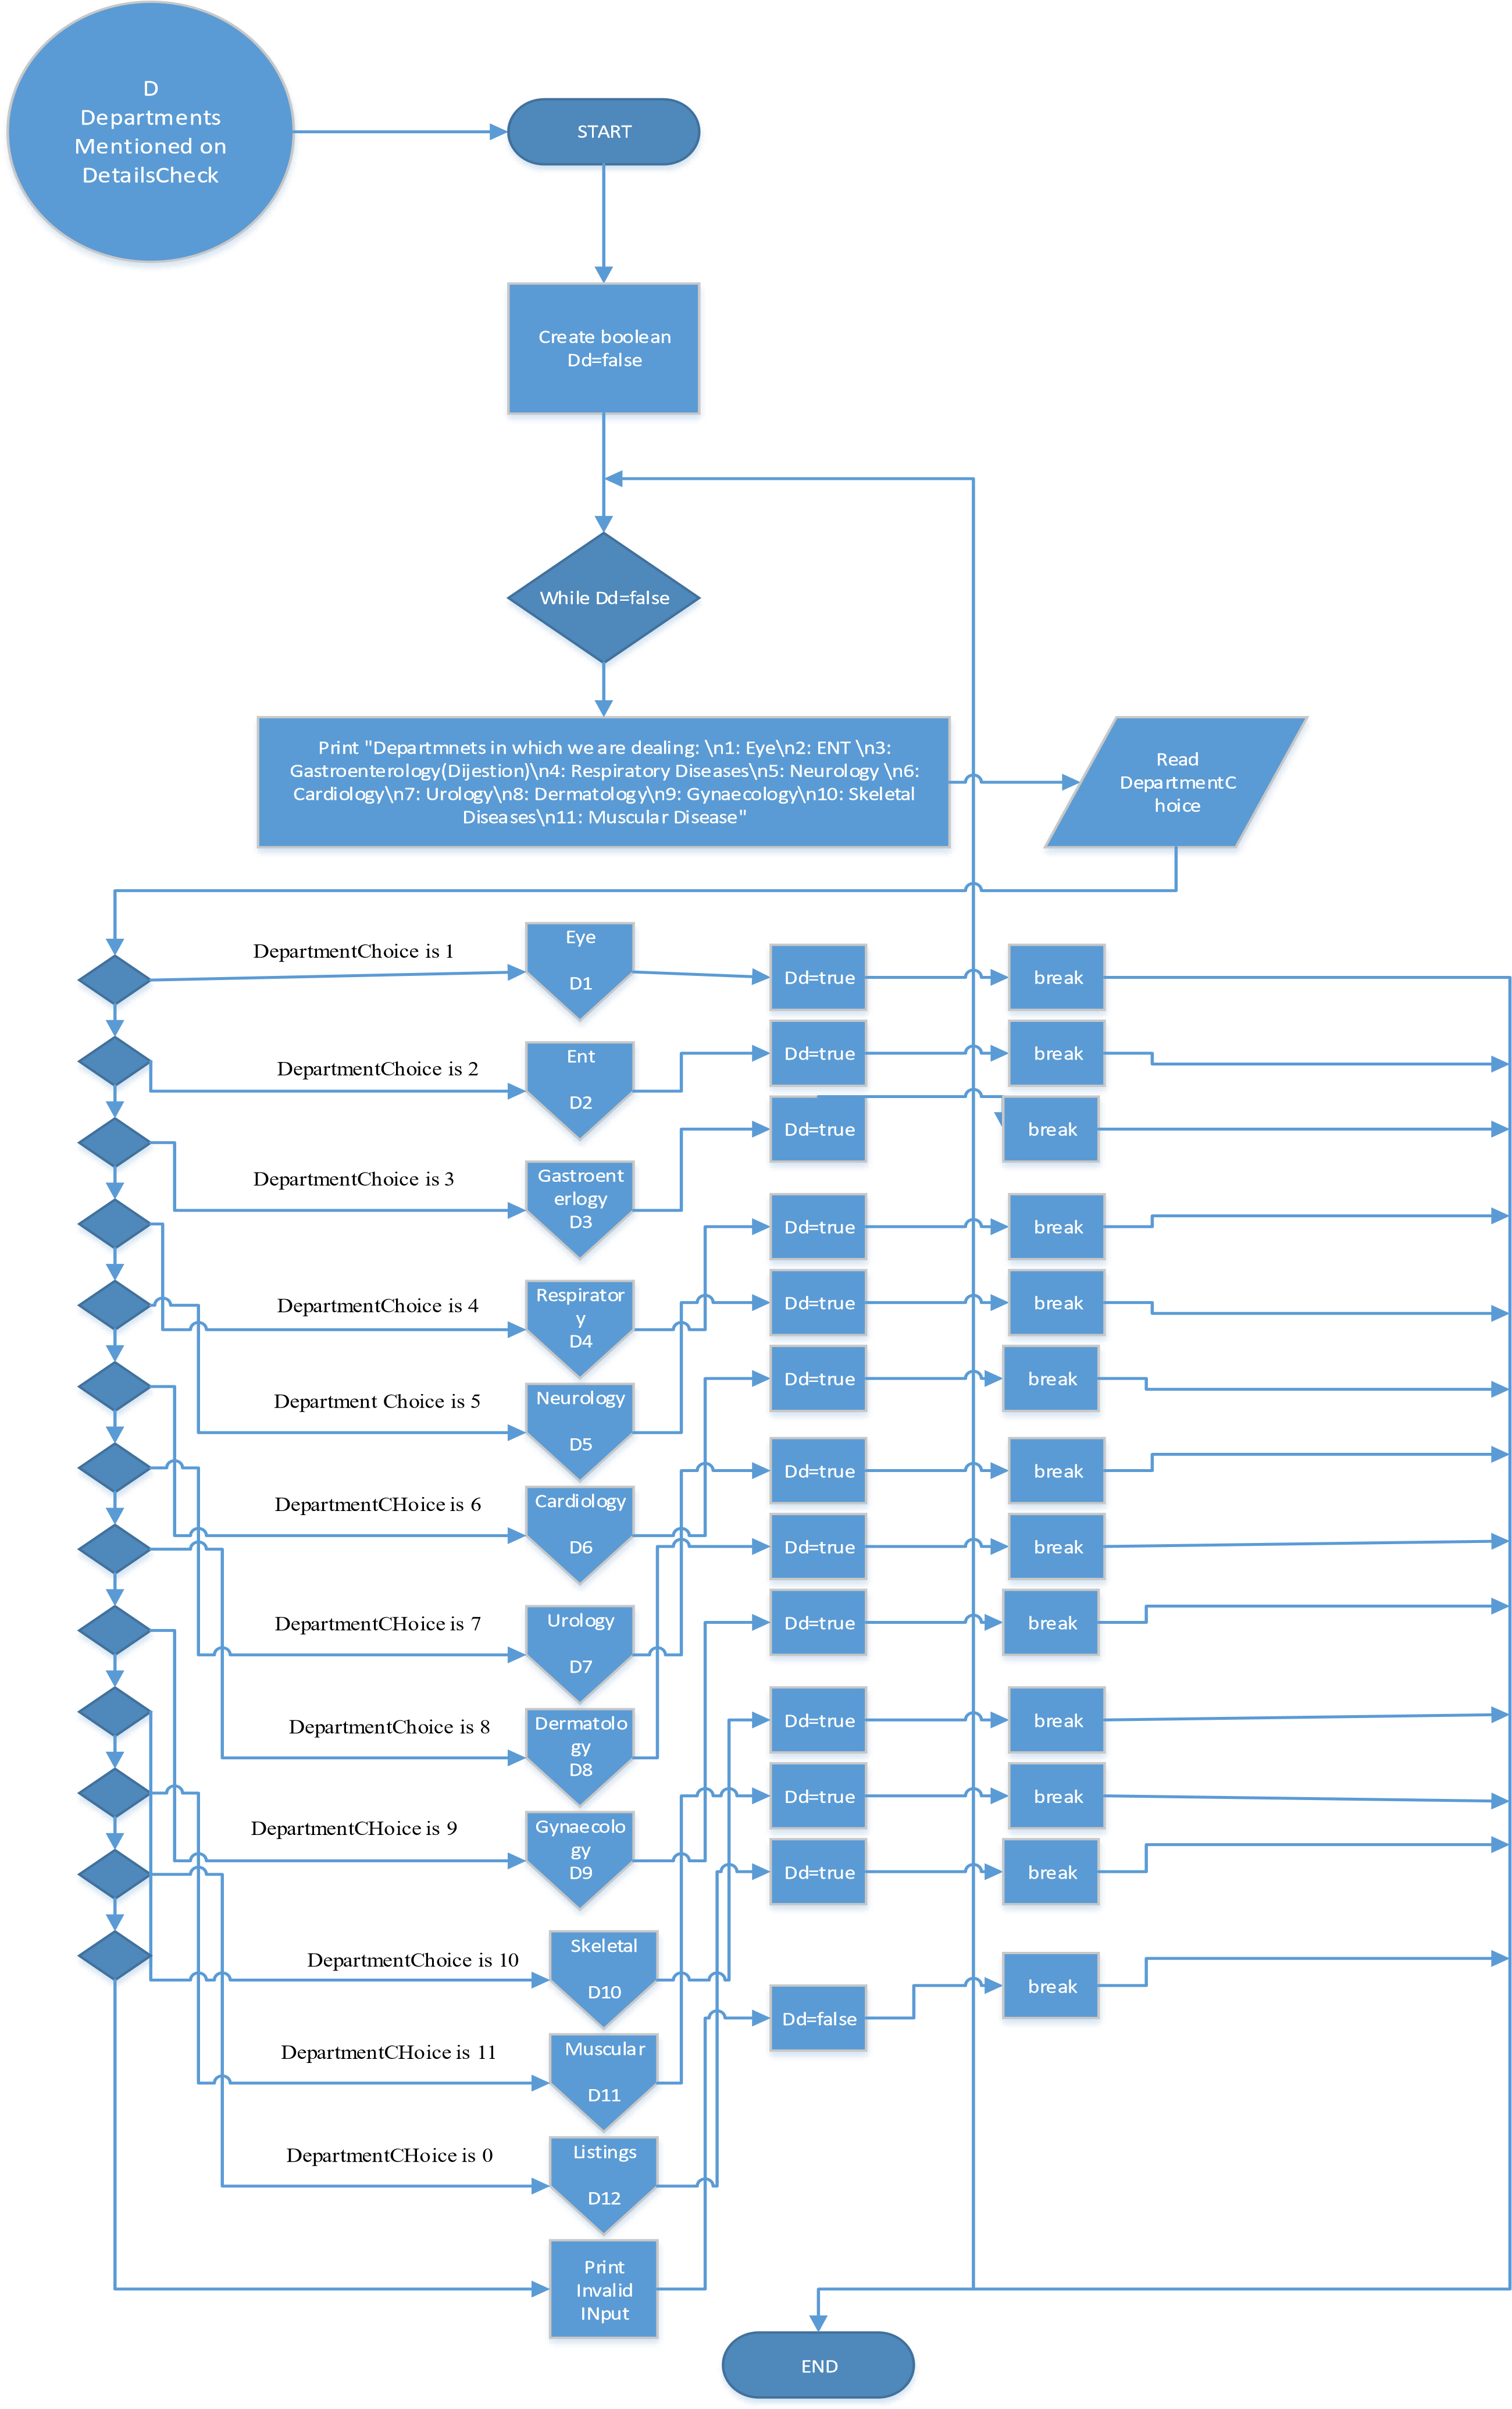 D
Departments
Mentioned on
DetailsCheck
START
Create boolean
Dd=false
While Dd=false
Print "Departmnets in which we are dealing: \n1: Eye\n2: ENT \n3:
Gastroenterology(Dijestion)\n4: Respiratory Diseases\n5: Neurology \n6:
Cardiology\n7: Urology\n8: Dermatology\n9: Gynaecology\n10: Skeletal
Diseases\n11: Muscular Disease"
Read
DepartmentC
hoice
DepartmentChoice is 1
Eye
D1
Dd=true
break
DepartmentChoice is 2
Ent
D2
Dd=true
break
DepartmentChoice is 3
Gastroent
erlogy
D3
Dd=true
break
DepartmentChoice is 4
Respirator
y
D4
Dd=true
break
Department Choice is 5
Neurology
D5
Dd=true
break
DepartmentCHoice is 6
Cardiology
D6
Dd=true
break
DepartmentCHoice is 7
Urology
D7
Dd=true
break
DepartmentChoice is 8
Dermatolo
gy
D8
Dd=true
break
DepartmentCHoice is 9
Gynaecolo
gy
D9
Dd=true
break
DepartmentChoice is 10
Skeletal
D10
Dd=true
break
DepartmentCHoice is 11
Muscular
D11
Dd=true
break
DepartmentCHoice is 0
Listings
D12
Dd=true
break
Print
Invalid
INput
Dd=false
break
END